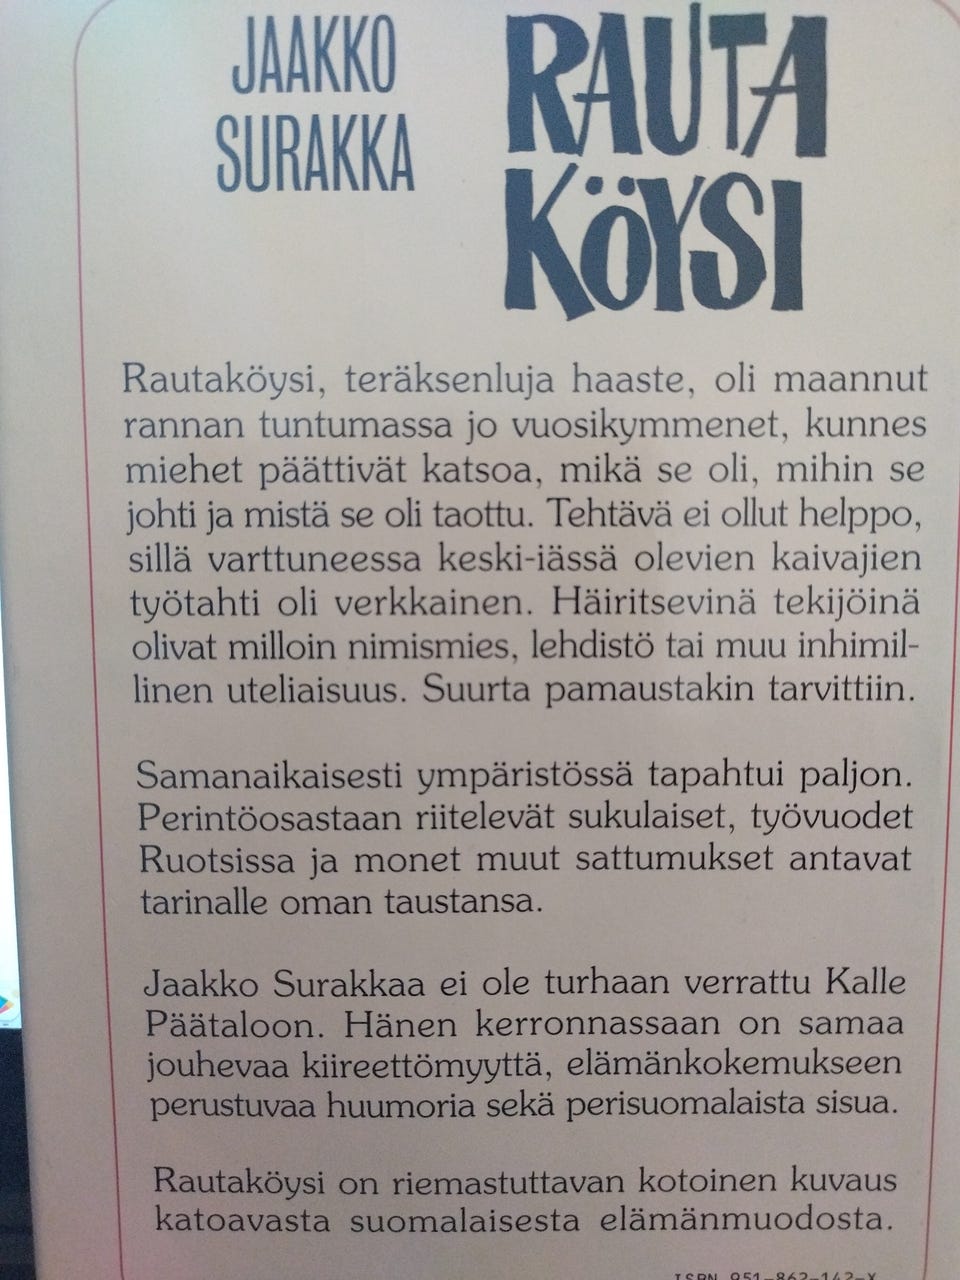 JAAKKO
SURAKKA
RAUTA
KÖYSI
Rautaköysi, teräksenluja haaste, oli maannut
rannan tuntumassa jo vuosikymmenet, kunnes
miehet päättivät katsoa, mikä se oli, mihin se
johti ja mistä se oli taottu. Tehtävä ei ollut helppo,
sillä varttuneessa keski-iässä olevien kaivajien
työtahti oli verkkainen. Häiritsevinä tekijöinä
olivat milloin nimismies, lehdistö tai muu inhimil-
linen uteliaisuus. Suurta pamaustakin tarvittiin.
Samanaikaisesti ympäristössä tapahtui paljon.
Perintöosastaan riitelevät sukulaiset, työvuodet
Ruotsissa ja monet muut sattumukset antavat
tarinalle oman taustansa.
Jaakko Surakkaa ei ole turhaan verrattu Kalle
Päätaloon. Hänen kerronnassaan on samaa
jouhevaa kiireettömyyttä, elämänkokemukseen
perustuvaa huumoria sekä perisuomalaista sisua.
Rautaköysi on riemastuttavan kotoinen kuvaus
katoavasta suomalaisesta elämänmuodosta.
ISBN 951-862-142-X